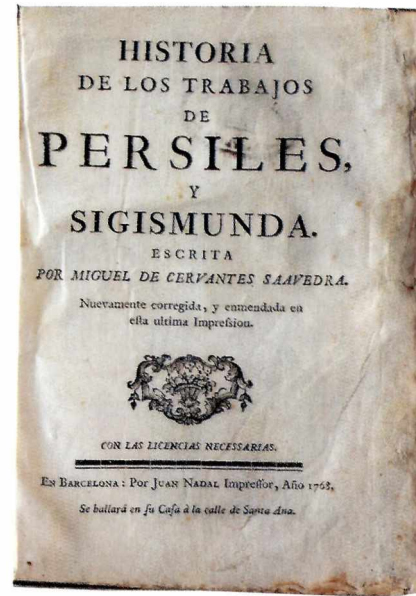 HISTORIA
DE LOS TRABAJOS
DE
PERSILES,
Y
SIGISMUNDA.
ESCRITA
POR MIGUEL DE CERVANTES SAAVEDRA.
Nuevamente corregida, y enmendada en
eſta ultima Impreſsion.
CON LAS LICENCIAS NECESSARIAS.
EN BARCELONA: Por JUAN NADAL Impreſſor, Año 1768.
Se hallará en ſu Caſa à la calle de Santa Ana.